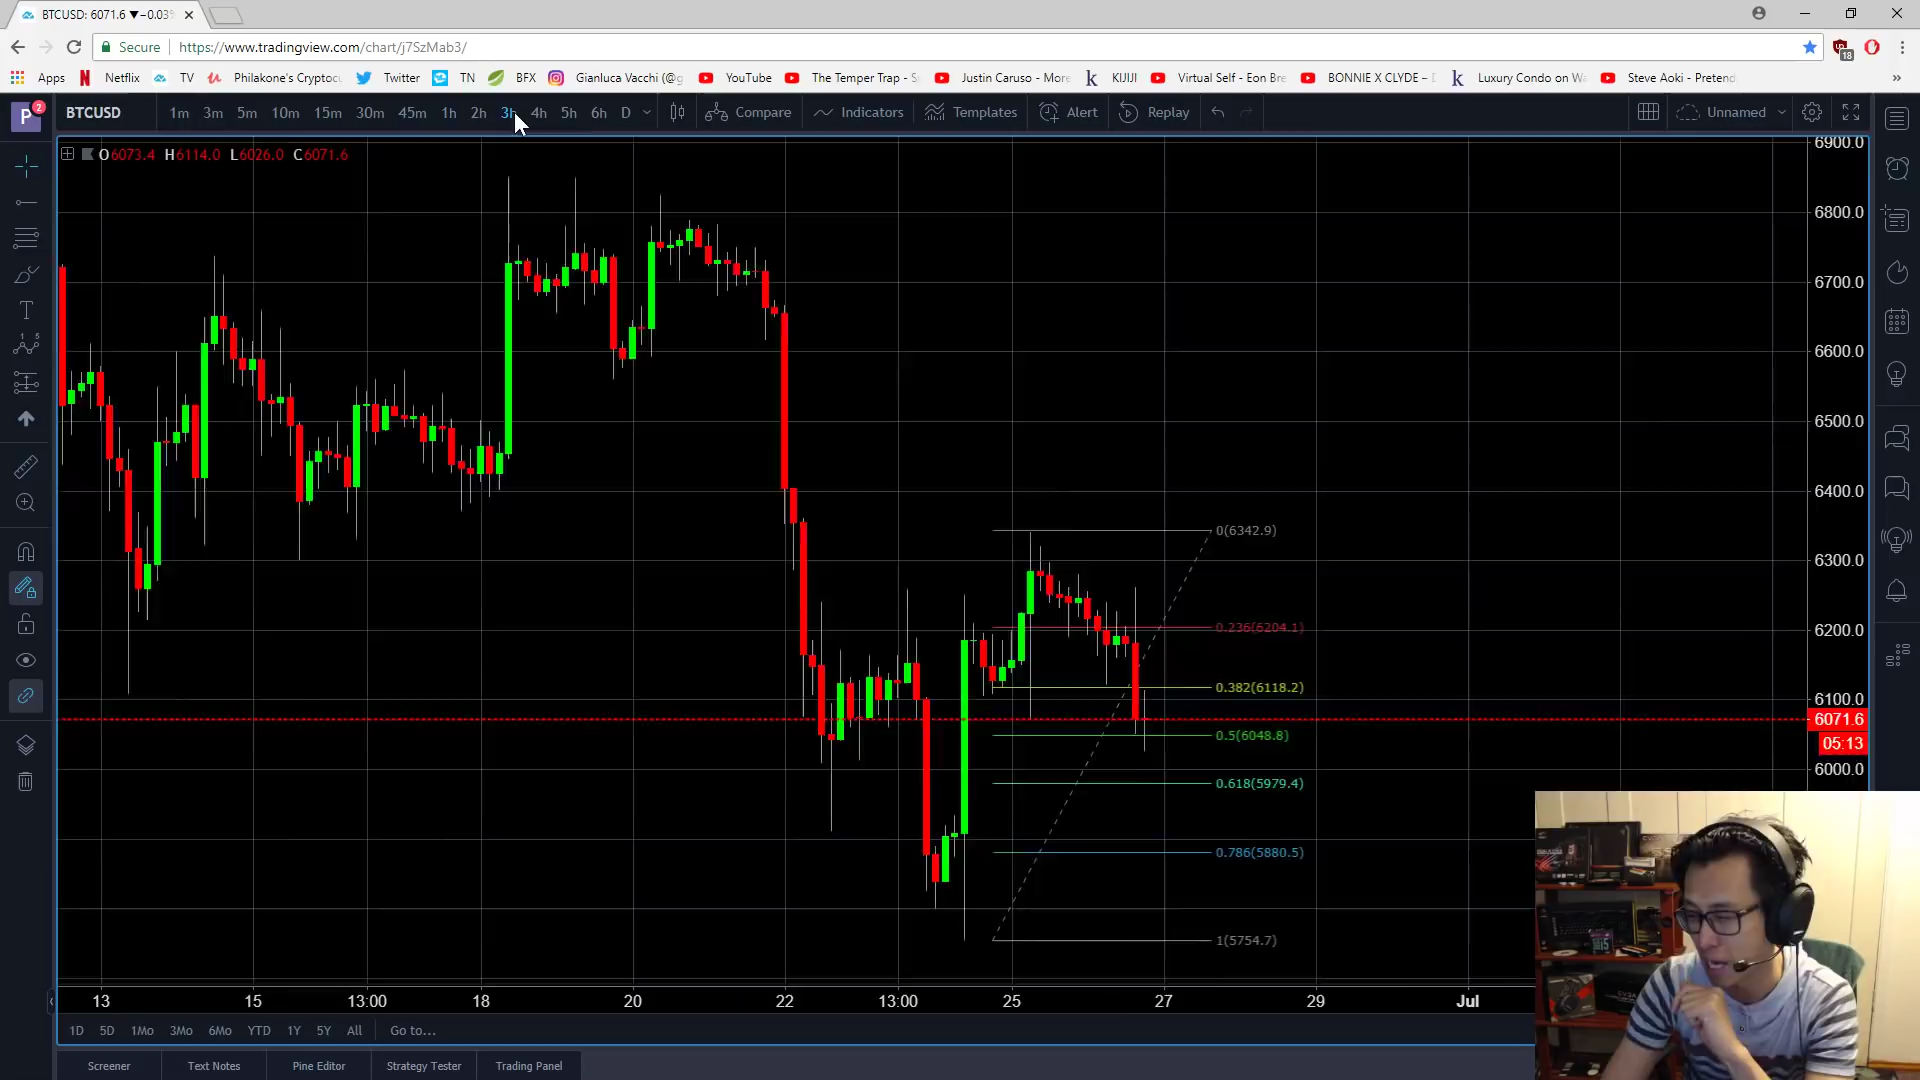 BTCUSD: 6071.6 ▼−0.03
Secure https://www.tradingview.com/chart/j7SzMab3/
18
Apps Netflix TV Philakone's Cryptocu Twitter TN BFX Gianluca Vacchi (@g YouTube The Temper Trap - S Justin Caruso - More KIJIJI Virtual Self - Eon Bre BONNIE X CLYDE – Luxury Condo on Wa Steve Aoki - Pretend »
P 2
BTCUSD 1m 3m 5m 10m 15m 30m 45m 1h 2h 3h 4h 5h 6h D Compare Indicators Templates Alert Replay Unnamed
O6073.4 H6114.0 L6026.0 C6071.6
6900.0
6800.0
6700.0
6600.0
6500.0
6400.0
0(6342.9)
6300.0
0.236(6204.1)
6200.0
0.382(6118.2)
6100.0
6071.6
0.5(6048.8)
05:13
6000.0
0.618(5979.4)
0.786(5880.5)
1(5754.7)
13 15 13:00 18 20 22 13:00 25 27 29 Jul
1D 5D 1Mo 3Mo 6Mo YTD 1Y 5Y All Go to...
Screener Text Notes Pine Editor Strategy Tester Trading Panel